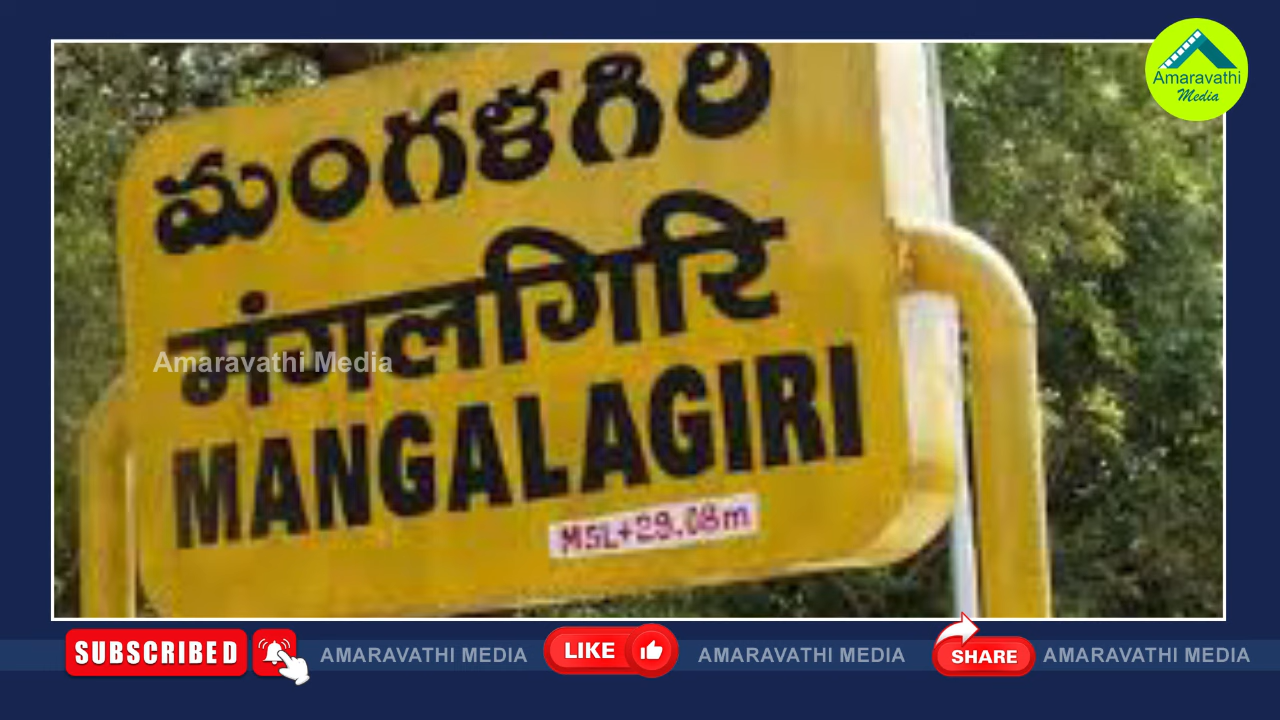 Amaravathi
Media
మంగళగిరి
मंगलगिरि
Amaravathi Media
MANGALAGIRI
MSL+29.08m
SUBSCRIBED
AMARAVATHI MEDIA
LIKE
AMARAVATHI MEDIA
SHARE
AMARAVATHI MEDIA